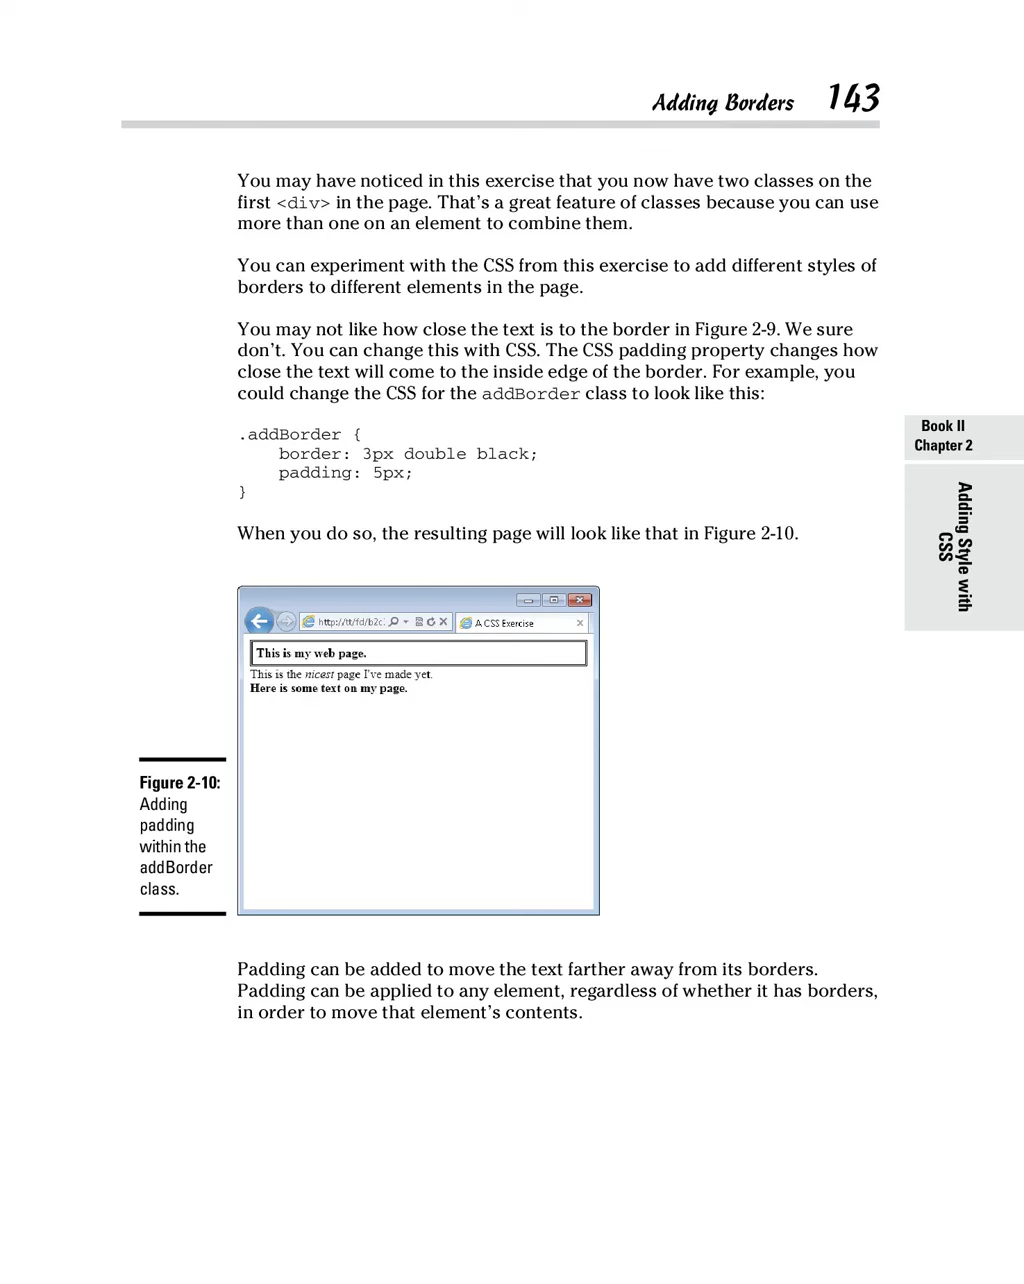 Adding Borders 143
You may have noticed in this exercise that you now have two classes on the
first <div> in the page. That’s a great feature of classes because you can use
more than one on an element to combine them.
You can experiment with the CSS from this exercise to add different styles of
borders to different elements in the page.
You may not like how close the text is to the border in Figure 2-9. We sure
don’t. You can change this with CSS. The CSS padding property changes how
close the text will come to the inside edge of the border. For example, you
could change the CSS for the addBorder class to look like this:
.addBorder {
    border: 3px double black;
    padding: 5px;
}
When you do so, the resulting page will look like that in Figure 2-10.
Book II
Chapter 2
Adding Style with
CSS
http://tt/fd/b2c
A CSS Exercise
This is my web page.
This is the nicest page I've made yet.
Here is some text on my page.
Figure 2-10:
Adding
padding
within the
addBorder
class.
Padding can be added to move the text farther away from its borders.
Padding can be applied to any element, regardless of whether it has borders,
in order to move that element’s contents.